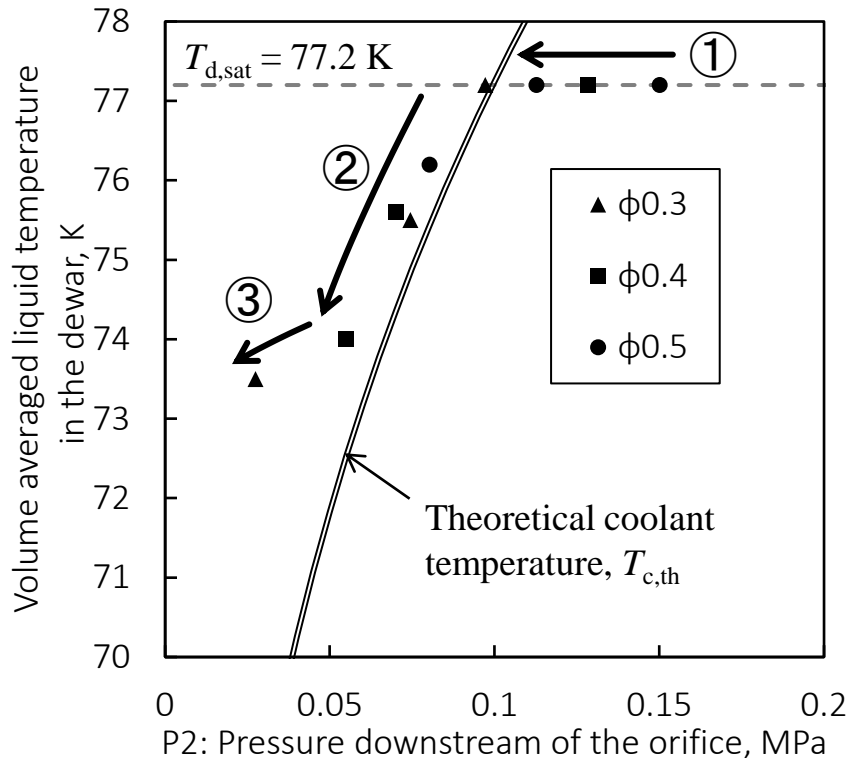 Volume averaged liquid temperature
in the dewar, K
78
77
76
75
74
73
72
71
70
T_d,sat = 77.2 K
①
②
③
ϕ0.3
ϕ0.4
ϕ0.5
Theoretical coolant
temperature, T_c,th
0 0.05 0.1 0.15 0.2
P2: Pressure downstream of the orifice, MPa